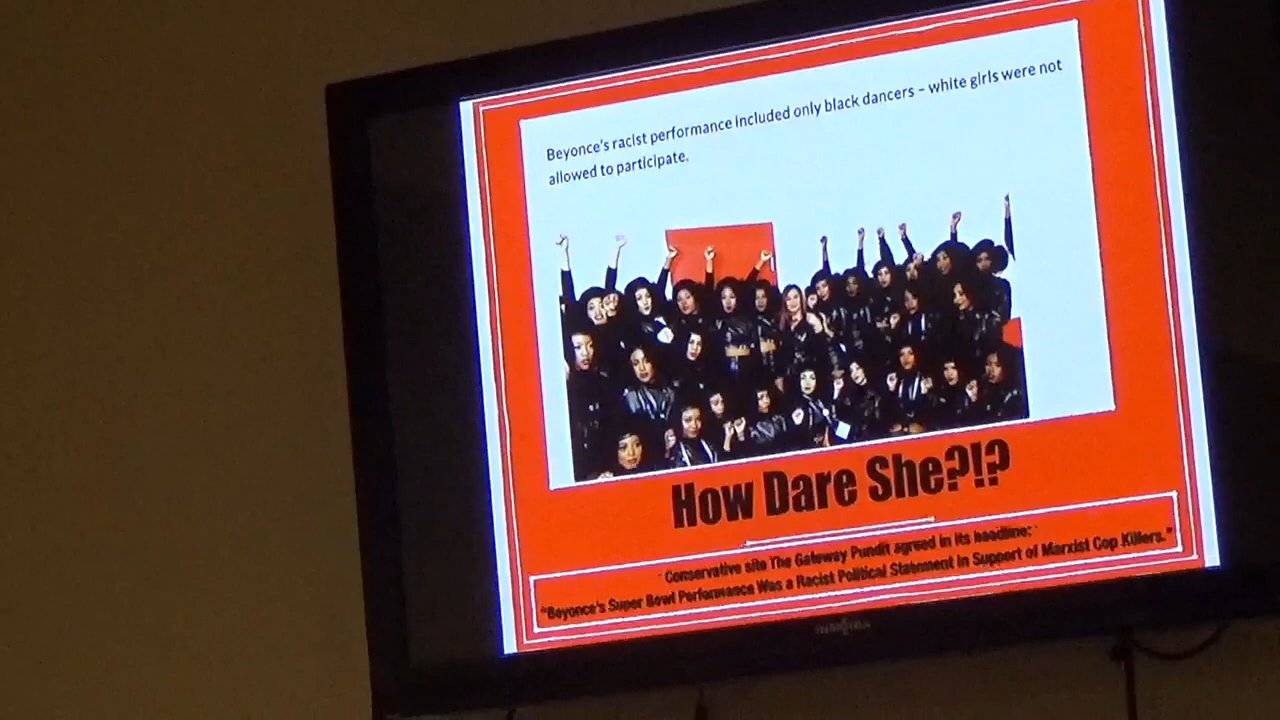 Beyonce's racist performance included only black dancers – white girls were not
allowed to participate.
How Dare She?!?
Conservative site The Gateway Pundit agreed in its headline:
"Beyonce's Super Bowl Performance Was a Racist Political Statement In Support of Marxist Cop Killers."
INSIGNIA